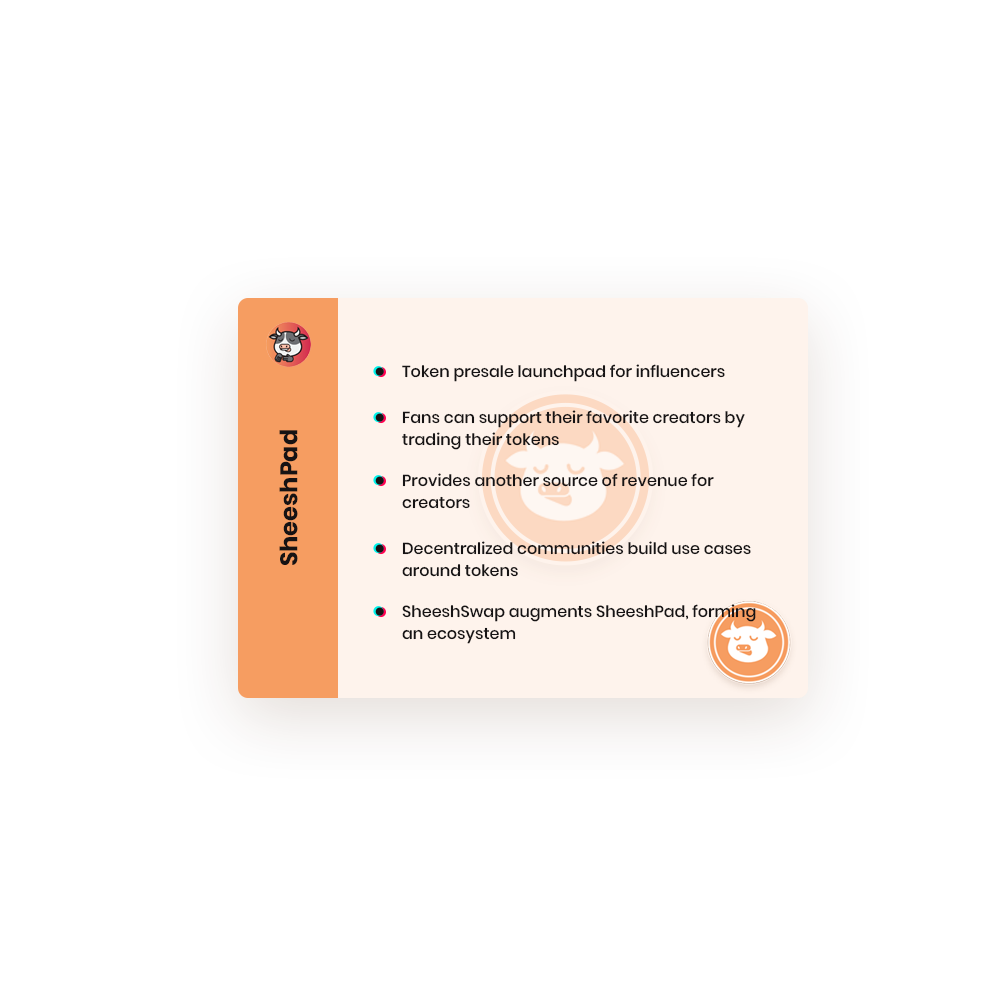 SheeshPad
Token presale launchpad for influencers
Fans can support their favorite creators by
trading their tokens
Provides another source of revenue for
creators
Decentralized communities build use cases
around tokens
SheeshSwap augments SheeshPad, forming
an ecosystem